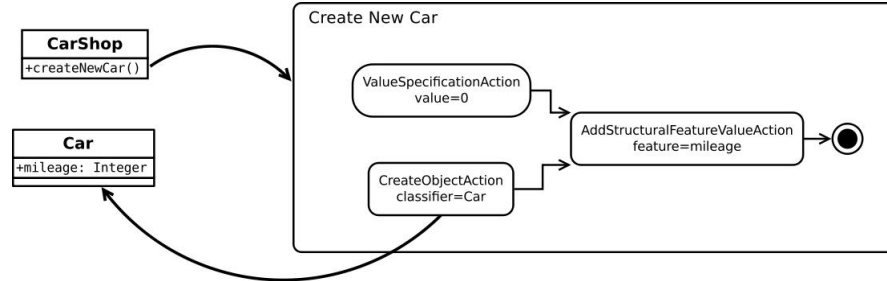 Create New Car
CarShop
+createNewCar()
ValueSpecificationAction
value=0
Car
+mileage: Integer
AddStructuralFeatureValueAction
feature=mileage
CreateObjectAction
classifier=Car